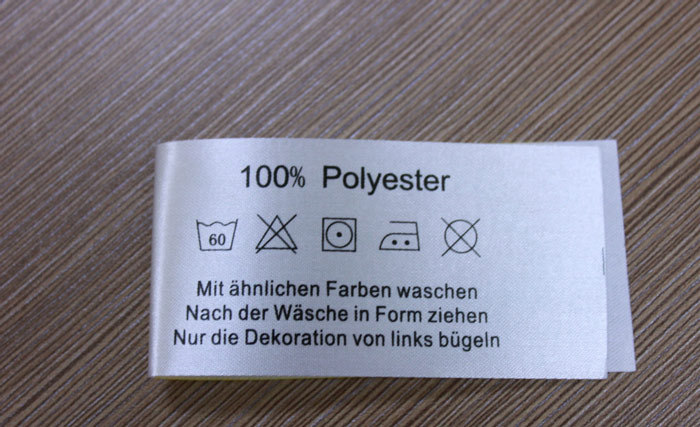 100% Polyester
60
Mit ähnlichen Farben waschen
Nach der Wäsche in Form ziehen
Nur die Dekoration von links bügeln